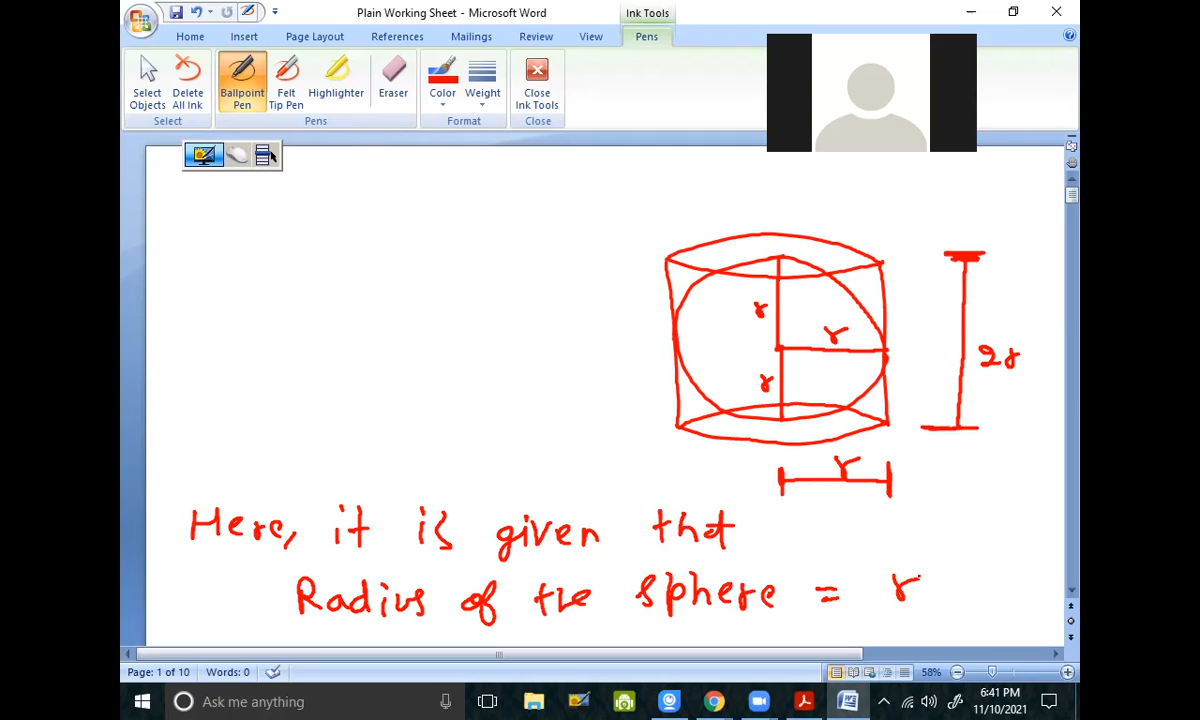 Plain Working Sheet - Microsoft Word
Ink Tools
Home Insert Page Layout References Mailings Review View Pens
Select Objects
Delete All Ink
Ballpoint Pen
Felt Tip Pen
Highlighter
Eraser
Color
Weight
Close Ink Tools
Select
Pens
Format
Close
r
r
r
2r
r
Here, it is given that
Radius of the sphere = r
Page: 1 of 10 Words: 0 58%
Ask me anything
6:41 PM
11/10/2021